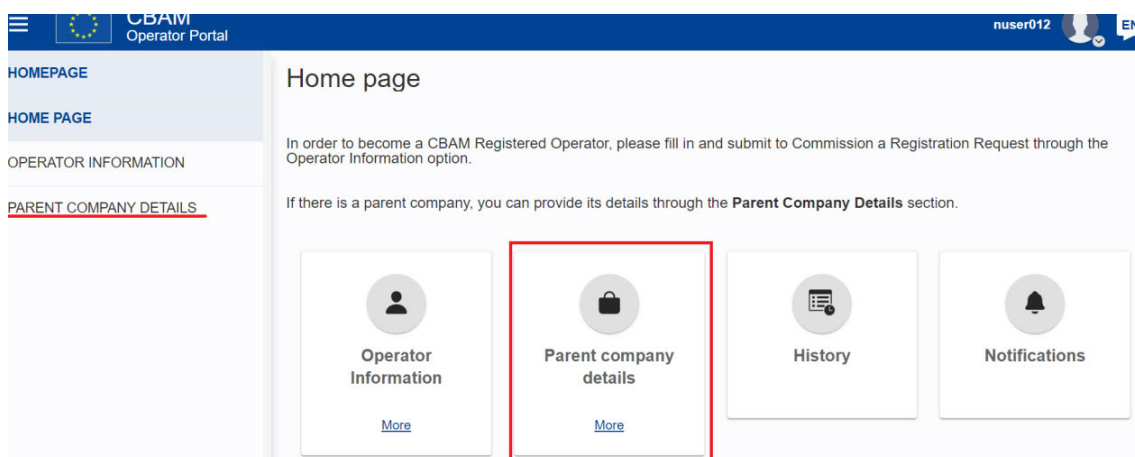 CBAM
Operator Portal
nuser012
EN
HOMEPAGE
HOME PAGE
OPERATOR INFORMATION
PARENT COMPANY DETAILS
Home page
In order to become a CBAM Registered Operator, please fill in and submit to Commission a Registration Request through the
Operator Information option.
If there is a parent company, you can provide its details through the Parent Company Details section.
Operator
Information
More
Parent company
details
More
History
Notifications